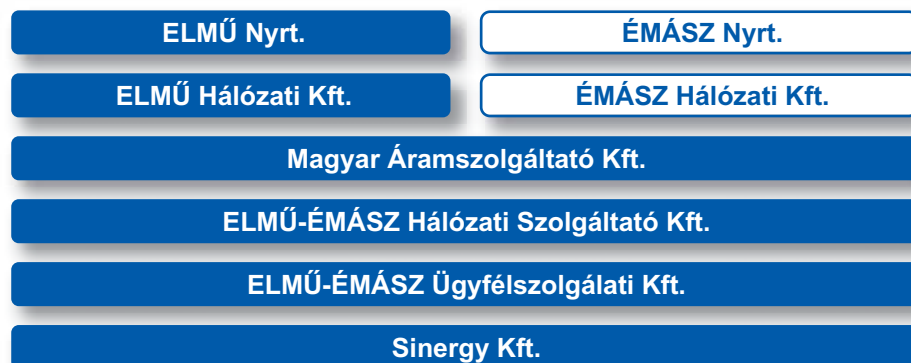 ELMŰ Nyrt.
ÉMÁSZ Nyrt.
ELMŰ Hálózati Kft.
ÉMÁSZ Hálózati Kft.
Magyar Áramszolgáltató Kft.
ELMŰ-ÉMÁSZ Hálózati Szolgáltató Kft.
ELMŰ-ÉMÁSZ Ügyfélszolgálati Kft.
Sinergy Kft.